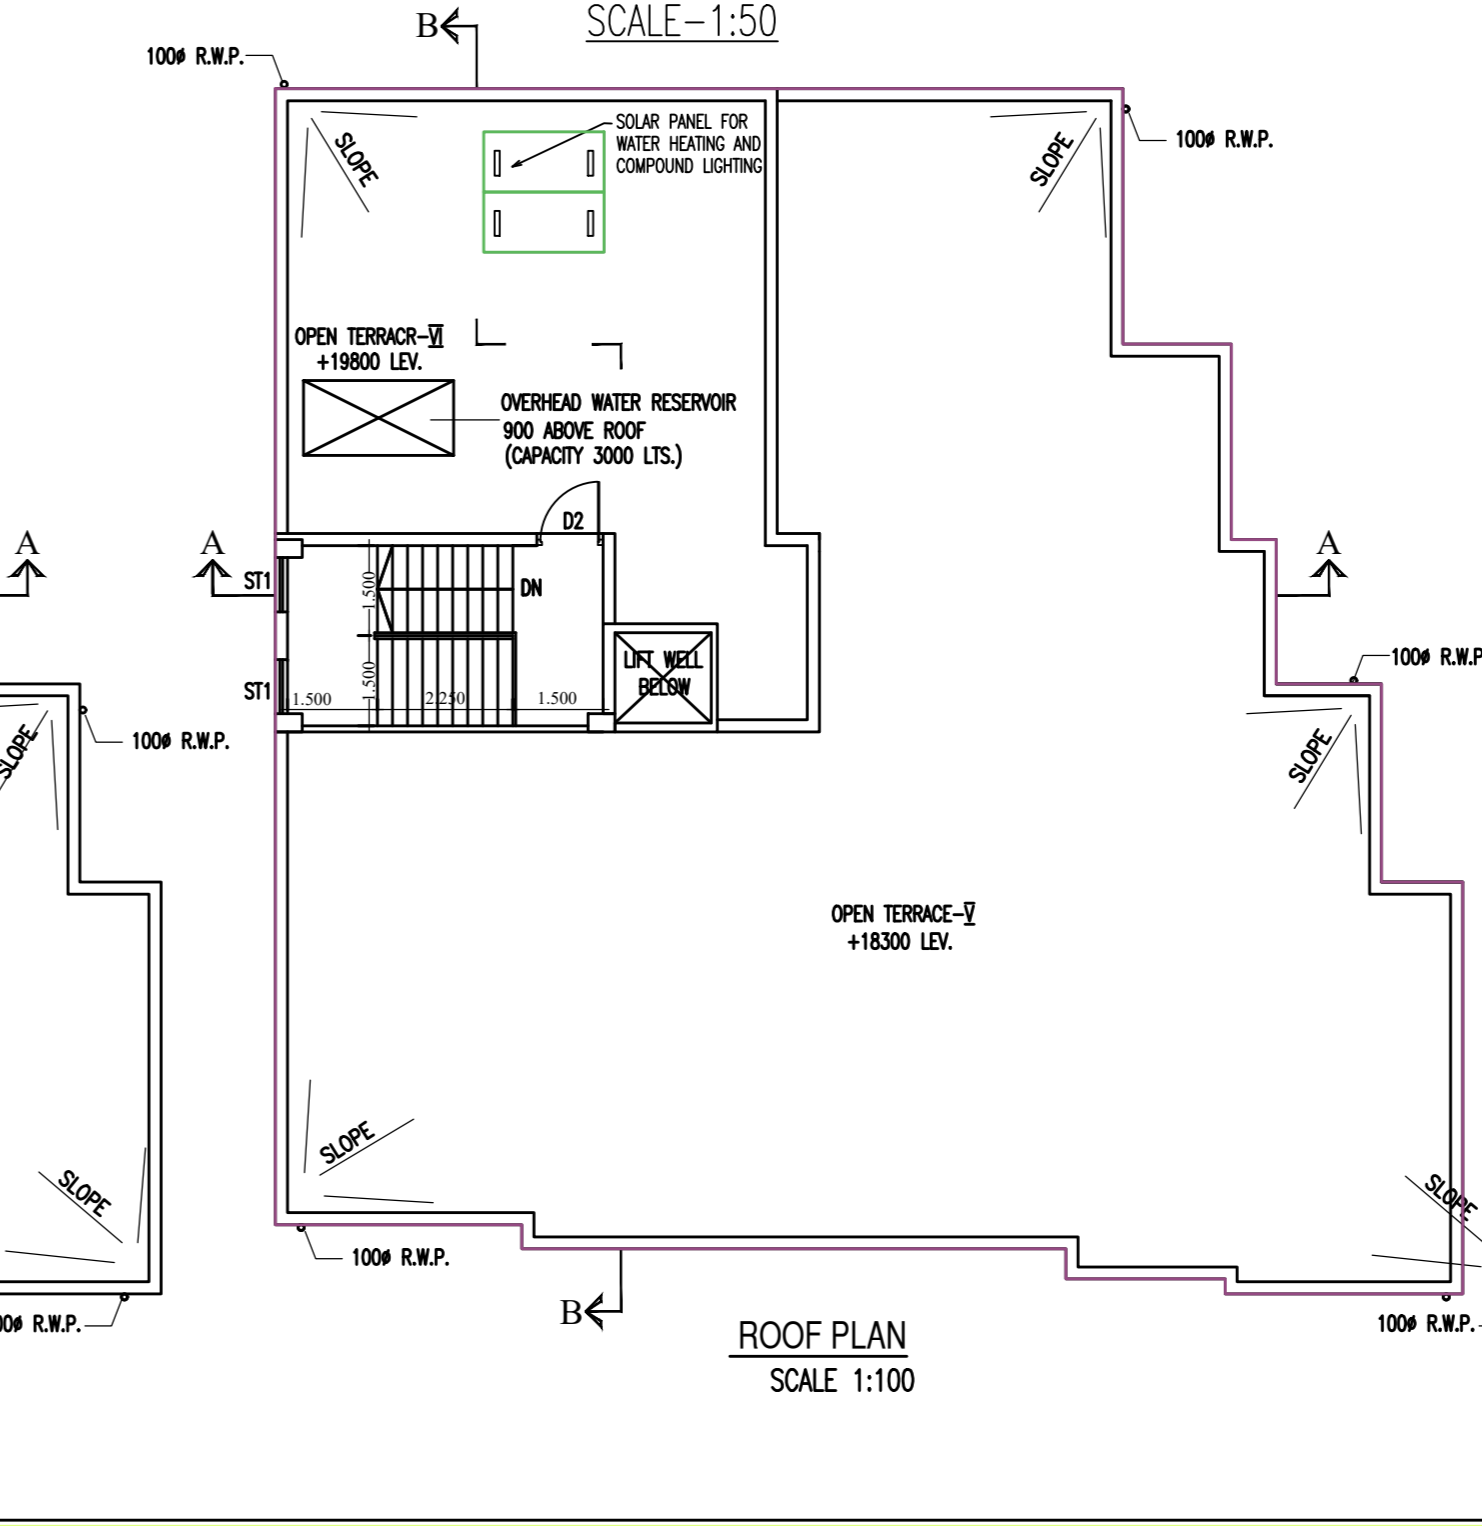 SCALE-1:50
B
100ø R.W.P.
SOLAR PANEL FOR
WATER HEATING AND
COMPOUND LIGHTING
SLOPE
SLOPE
100ø R.W.P.
OPEN TERRACR-VI
+19800 LEV.
OVERHEAD WATER RESERVOIR
900 ABOVE ROOF
(CAPACITY 3000 LTS.)
D2
A
A
A
ST1
1.500
DN
LIFT WELL
BELOW
100ø R.W.P
ST1
1.500
1.500
2.250
1.500
SLOPE
100ø R.W.P.
SLOPE
OPEN TERRACE-V
+18300 LEV.
SLOPE
SLOPE
SLOPE
100ø R.W.P.
B
00ø R.W.P.
100ø R.W.P.
ROOF PLAN
SCALE 1:100